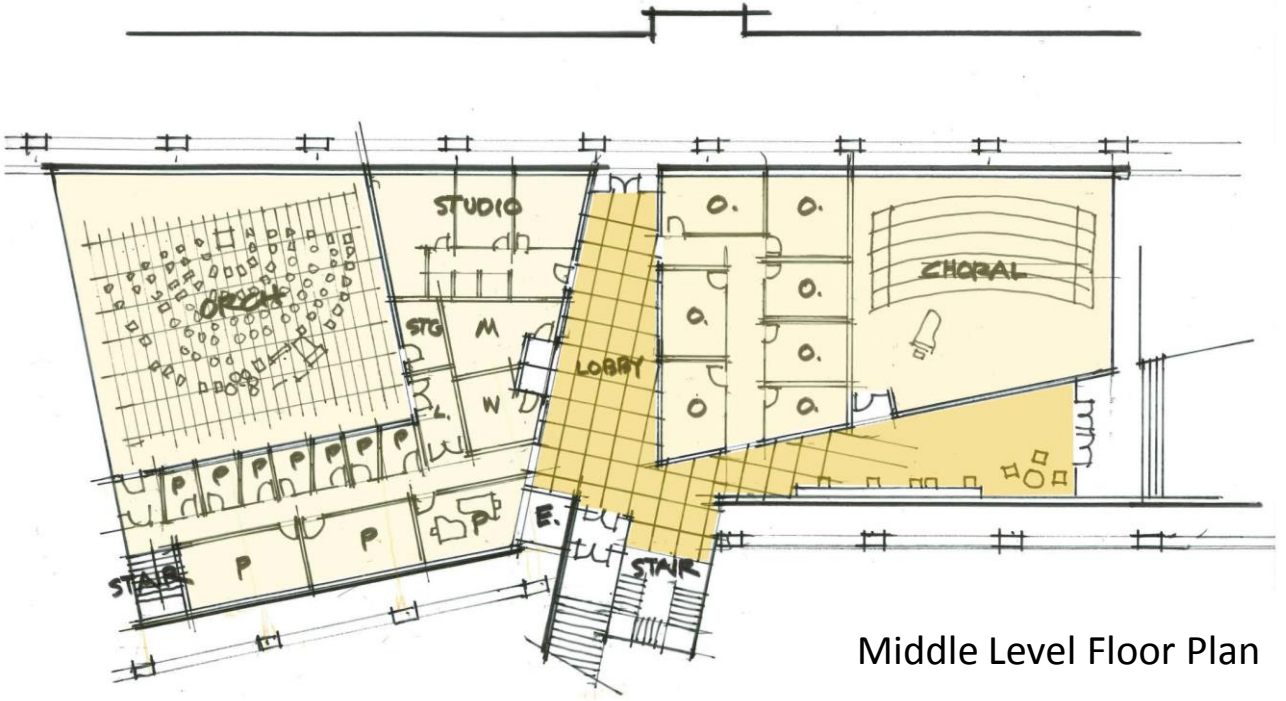 STUDIO
ORCH
STG
M
L.
W
P
P
P
P
P
P
P
P
P
P
STAIR
E.
STAIR
LOBBY
O.
O.
O.
O.
O.
O.
O.
CHORAL
Middle Level Floor Plan